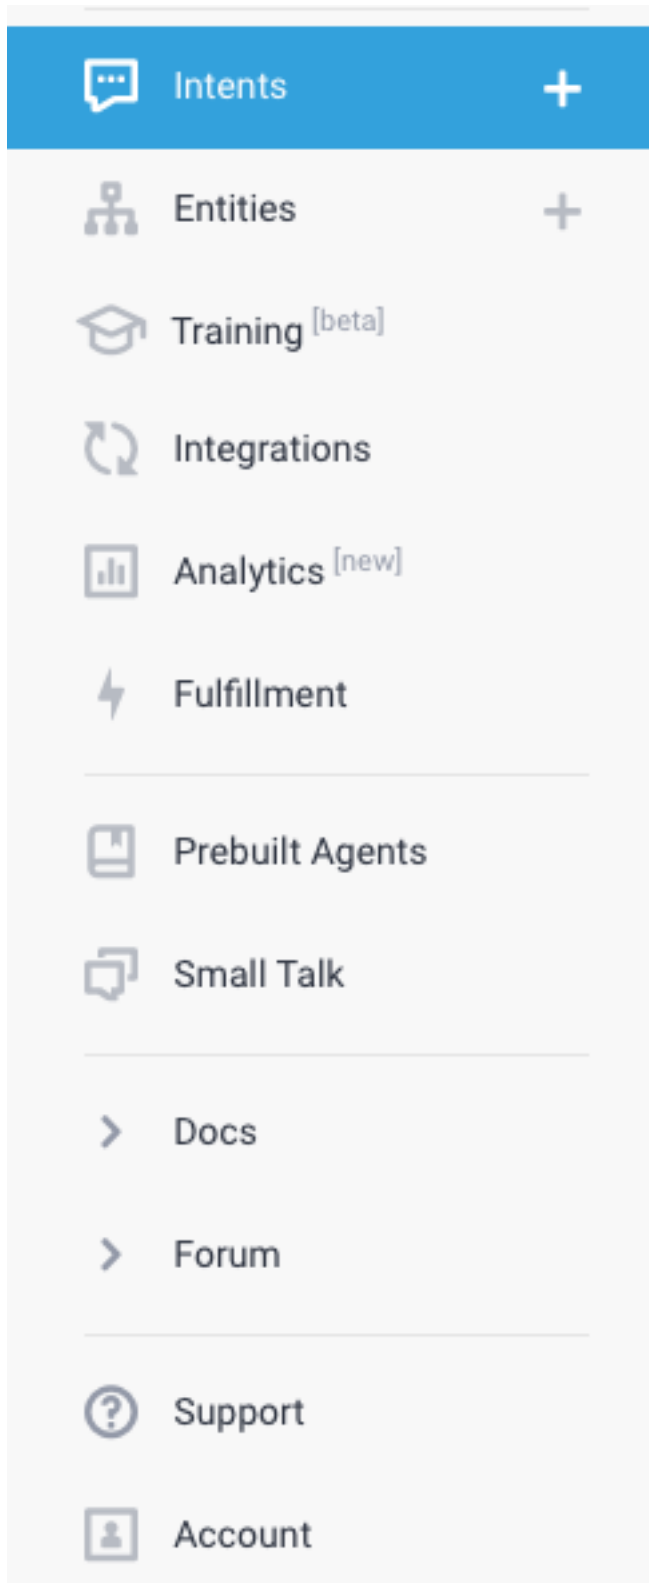 Intents
Entities
Training [beta]
Integrations
Analytics [new]
Fulfillment
Prebuilt Agents
Small Talk
Docs
Forum
Support
Account